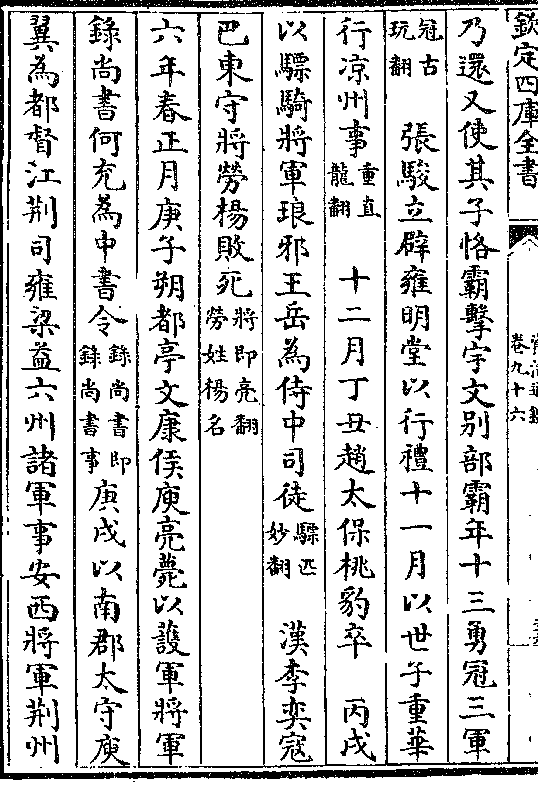 欽定四庫全書
卷九十六
乃還又使其子恪霸擊宇文别部霸年十三勇冠三軍
冠古玩翻 張駿立辟雍明堂以行禮十一月以世子重華
行凉州事重直龍翻 十二月丁丑趙太保桃豹卒 丙戌
以驃騎將軍琅邪王岳為侍中司徒驃匹妙翻 漢李奕寇
巴東守將勞楊敗死將即亮翻勞姓楊名
六年春正月庚子朔都亭文康侯庾亮薨以護軍將軍
錄尚書何充為中書令錄尚書即錄尚書事庚戌以南郡太守庾
翼為都督江荆司雍梁益六州諸軍事安西將軍荆州